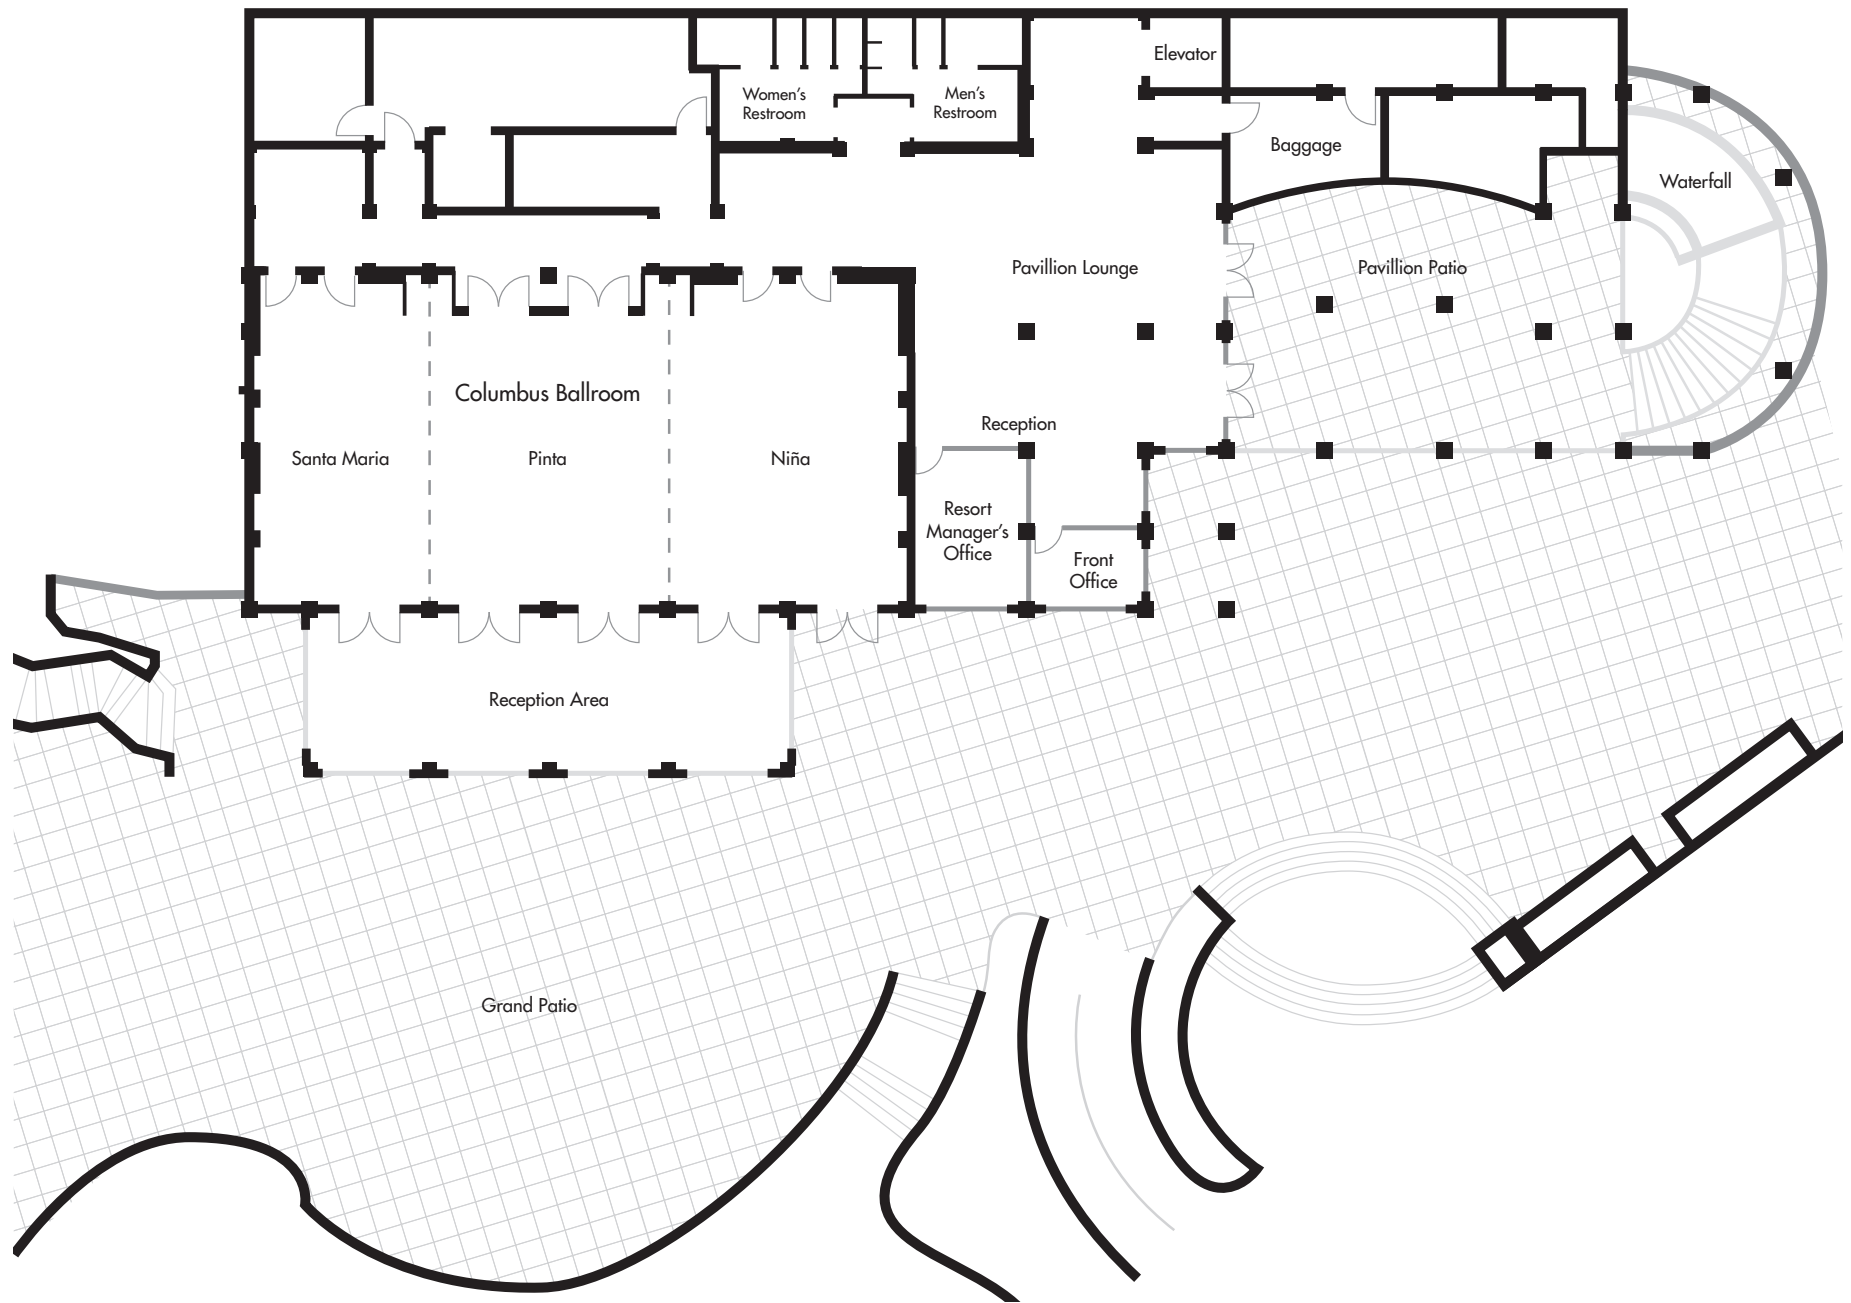 Elevator
Women's
Restroom
Men's
Restroom
Baggage
Waterfall
Pavillion Lounge
Pavillion Patio
Columbus Ballroom
Reception
Santa Maria
Pinta
Niña
Resort
Manager's
Office
Front
Office
Reception Area
Grand Patio